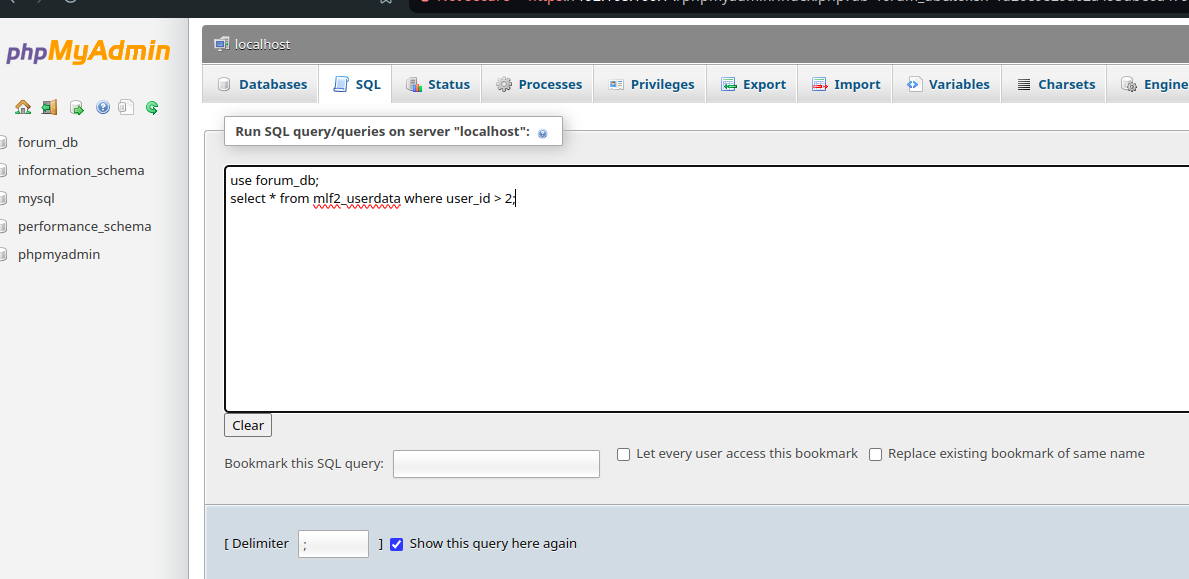 phpMyAdmin
localhost
Databases
SQL
Status
Processes
Privileges
Export
Import
Variables
Charsets
Engine
forum_db
information_schema
mysql
performance_schema
phpmyadmin
Run SQL query/queries on server "localhost":
use forum_db;
select * from mlf2_userdata where user_id > 2;
Clear
Bookmark this SQL query:
Let every user access this bookmark
Replace existing bookmark of same name
[ Delimiter ; ]
Show this query here again